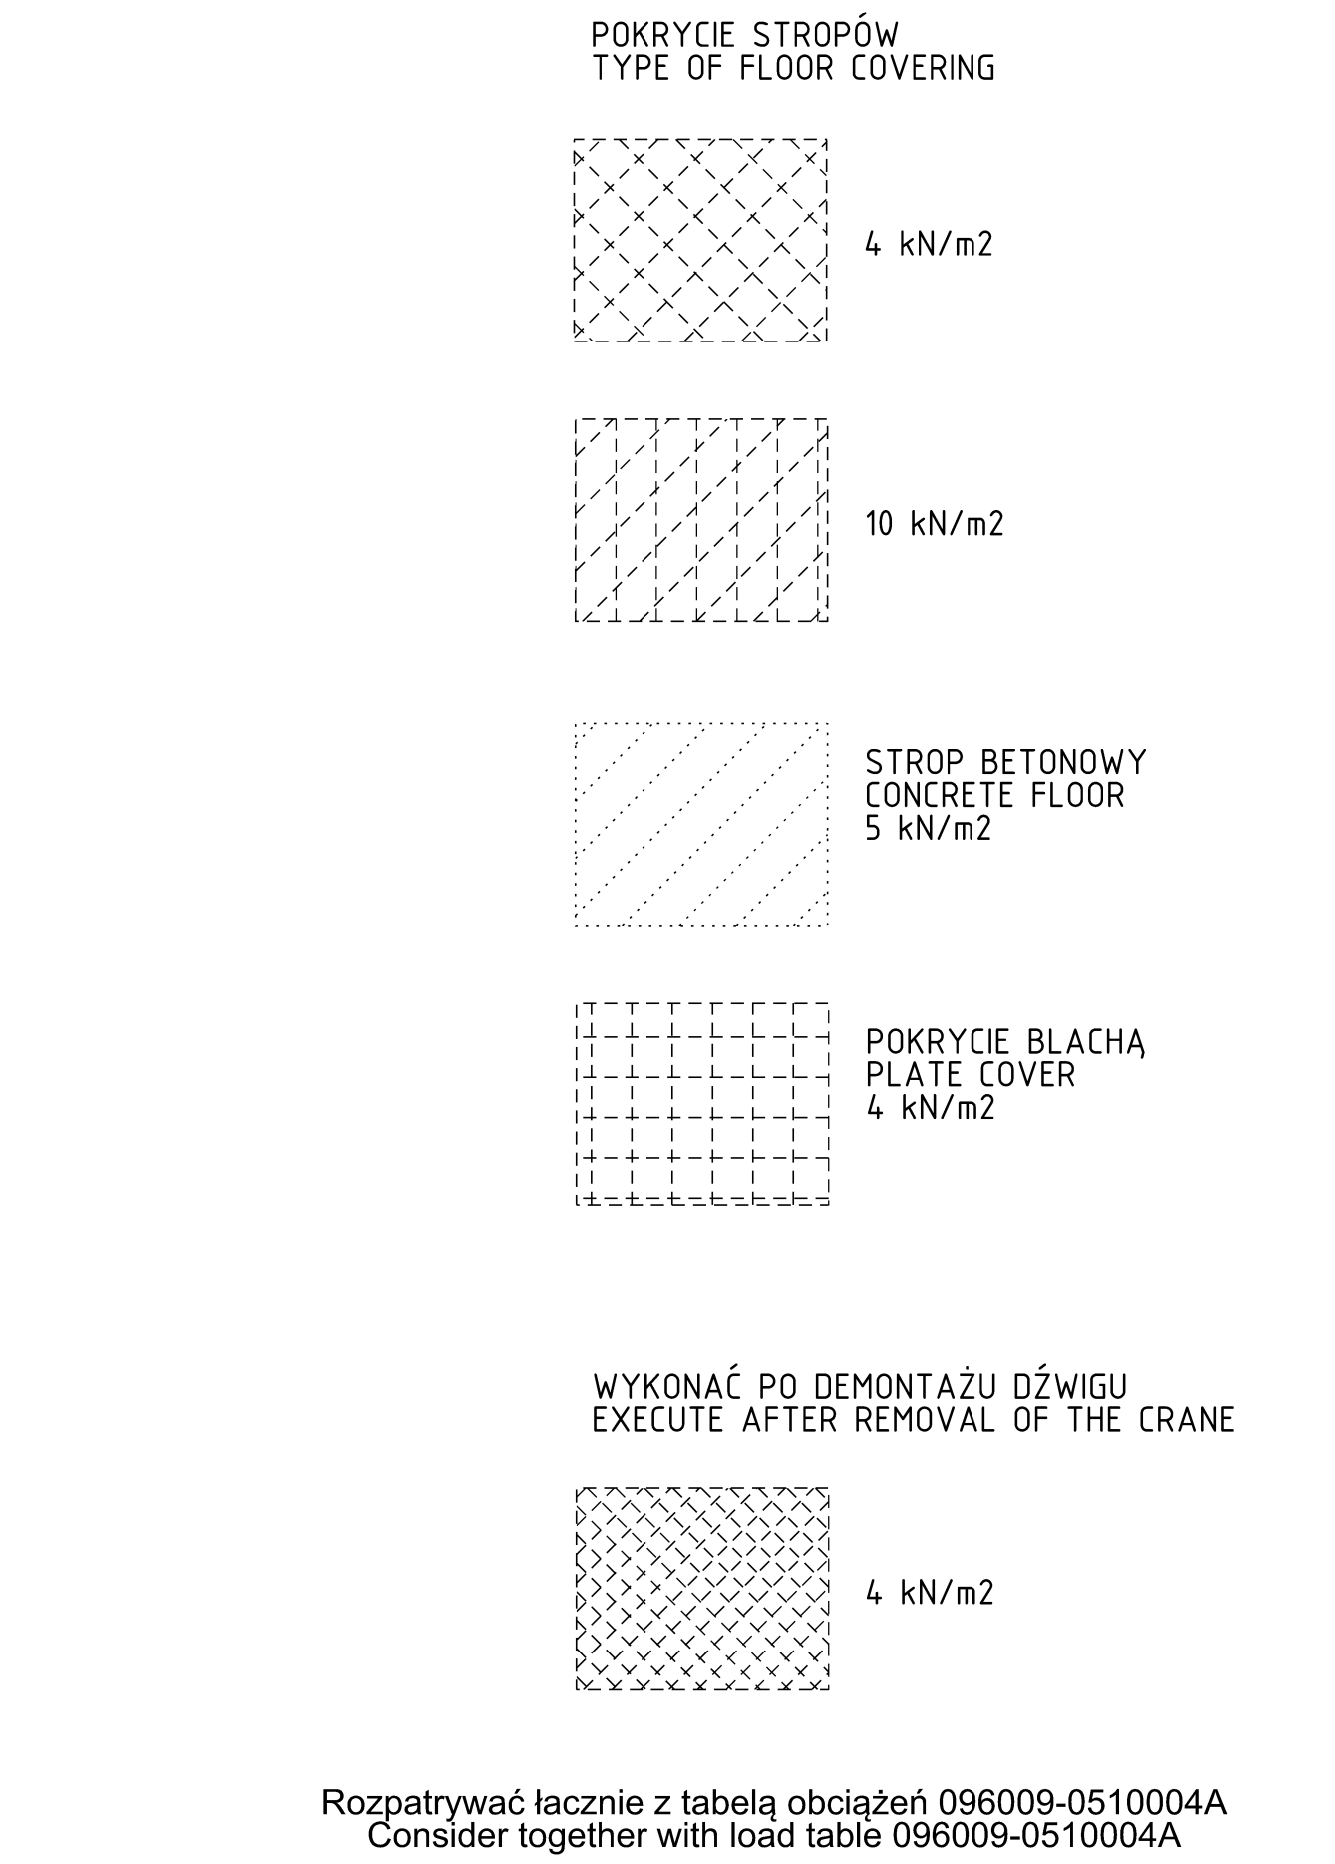 POKRYCIE STROPÓW
TYPE OF FLOOR COVERING
4 kN/m2
10 kN/m2
STROP BETONOWY
CONCRETE FLOOR
5 kN/m2
POKRYCIE BLACHĄ
PLATE COVER
4 kN/m2
WYKONAĆ PO DEMONTAŻU DŹWIGU
EXECUTE AFTER REMOVAL OF THE CRANE
4 kN/m2
Rozpatrywać łacznie z tabelą obciążeń 096009-0510004A
Consider together with load table 096009-0510004A